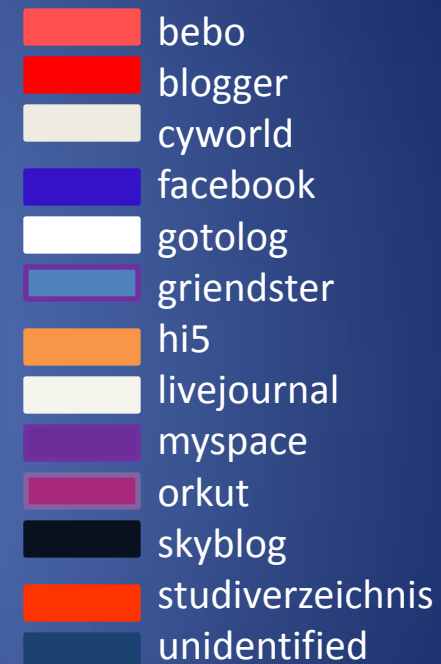 bebo
blogger
cyworld
facebook
gotolog
griendster
hi5
livejournal
myspace
orkut
skyblog
studiverzeichnis
unidentified